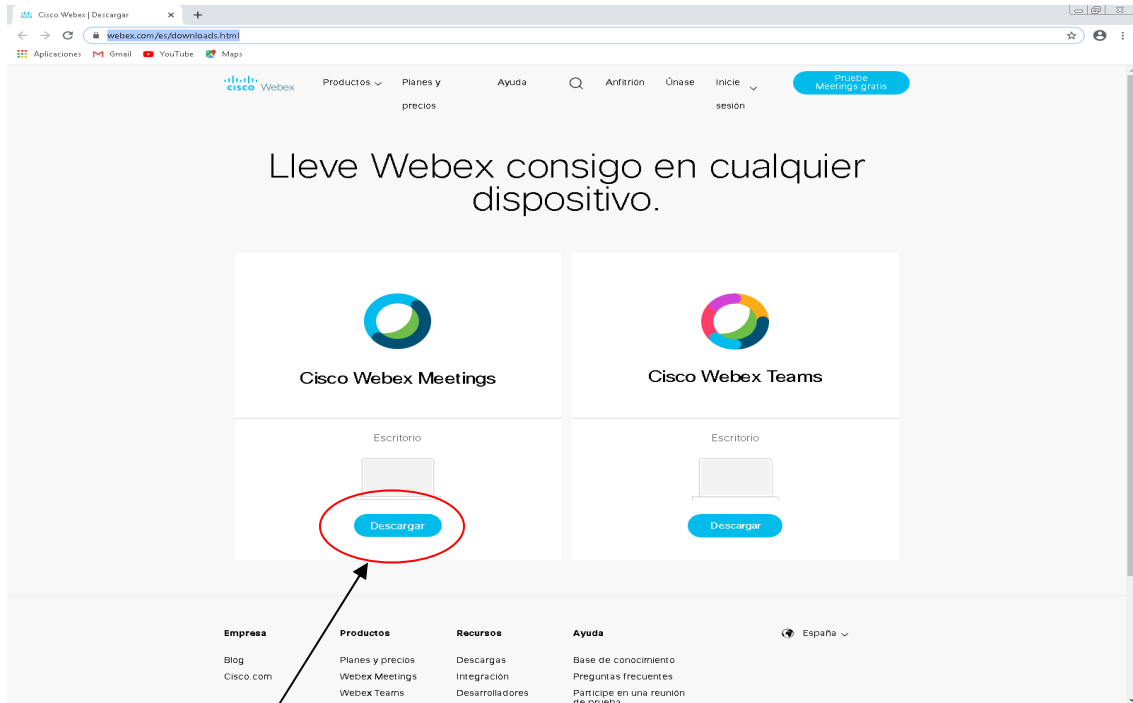 Cisco Webex | Descargar
webex.com/es/downloads.html
Aplicaciones Gmail YouTube Maps
cisco Webex
Productos
Planes y
precios
Ayuda
Anfitrión
Únase
Inicie
sesión
Pruebe
Meetings gratis
Lleve Webex consigo en cualquier
dispositivo.
Cisco Webex Meetings
Escritorio
Descargar
Cisco Webex Teams
Escritorio
Descargar
Empresa
Blog
Cisco.com
Productos
Planes y precios
Webex Meetings
Webex Teams
Recursos
Descargas
Integración
Desarrolladores
Ayuda
Base de conocimiento
Preguntas frecuentes
Participe en una reunión
de prueba
España